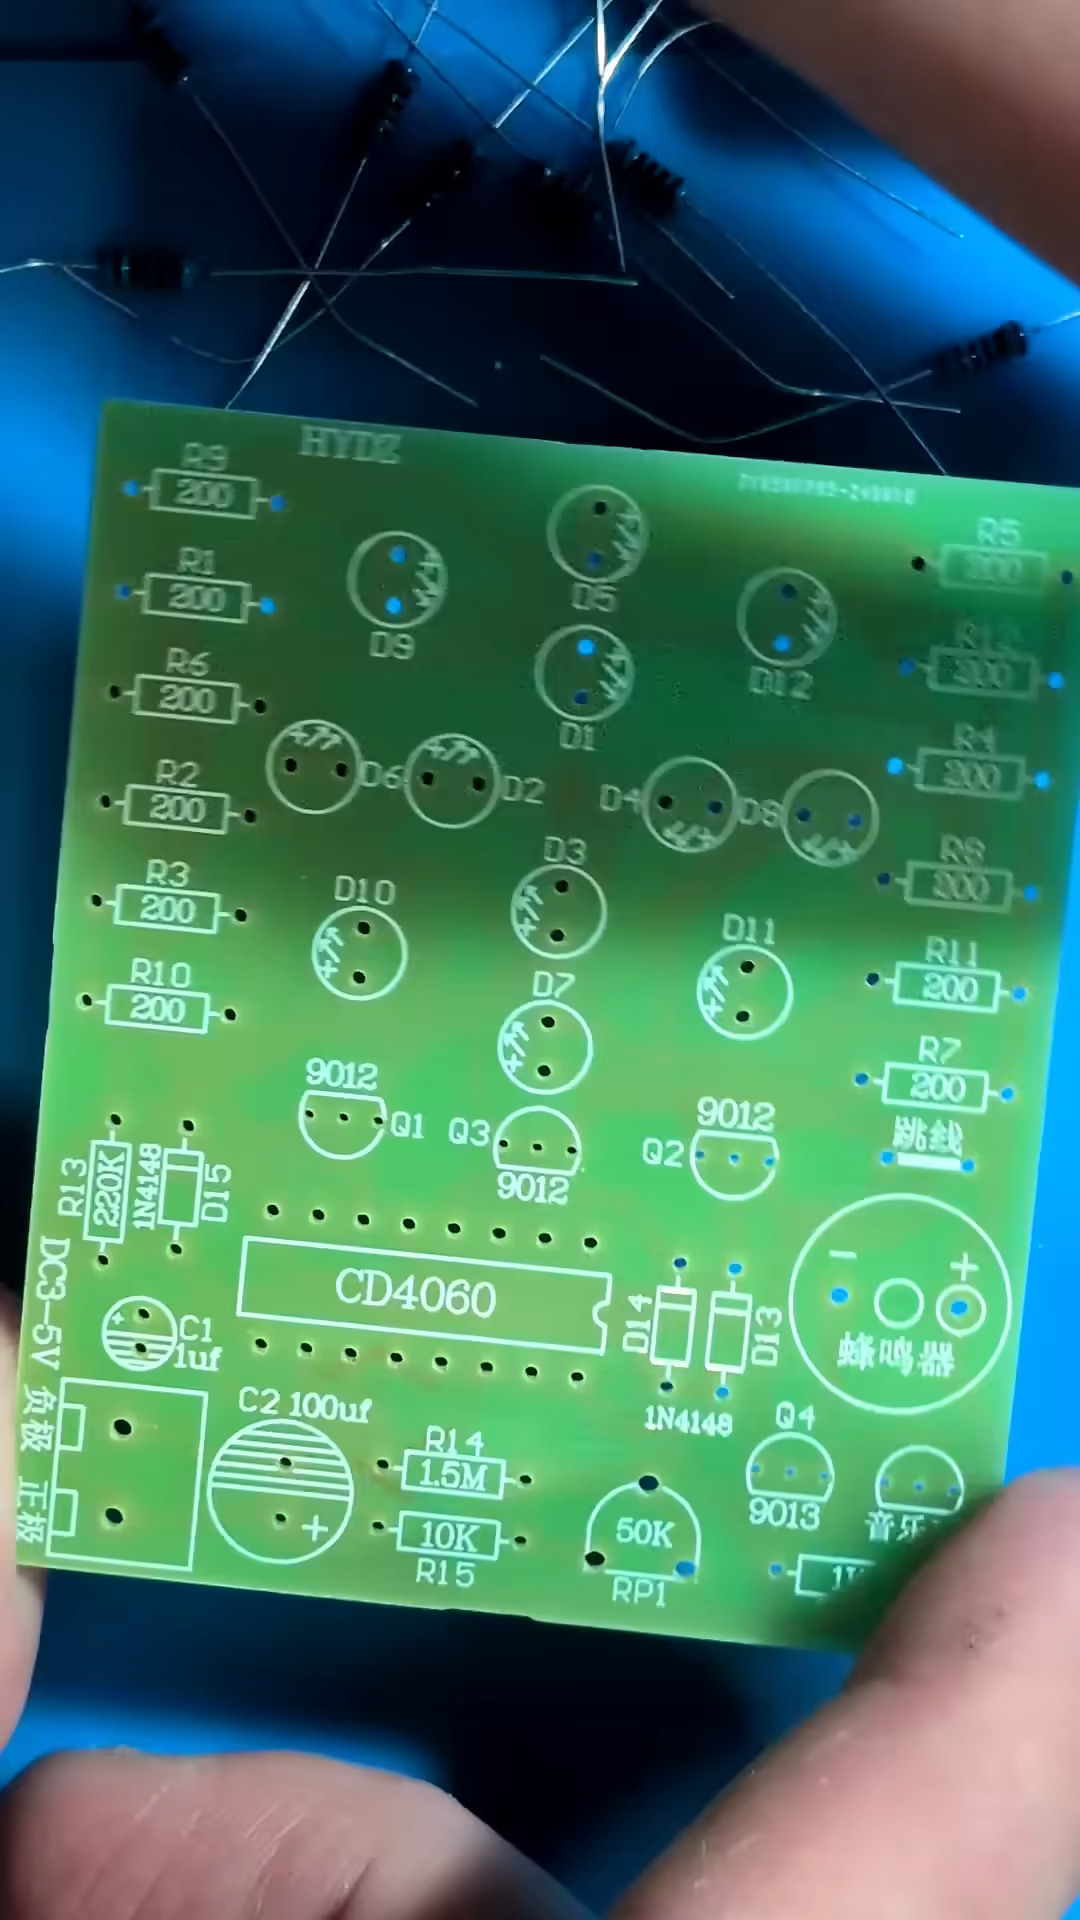 HYDZ
R9
200
R1
200
R6
200
R2
200
R3
200
R10
200
D9
D5
D1
D12
D6
D2
D4
D8
D3
D10
D11
D7
R5
200
R12
200
R4
200
R8
200
R11
200
R7
200
跳线
9012
Q1
Q3
9012
9012
Q2
R13
220K
1N4148
D15
DC3-5V
负极
正极
CD4060
D14
D13
1N4148
-
+
蜂鸣器
+
C1
1uf
C2 100uf
+
R14
1.5M
10K
R15
50K
RP1
Q4
9013
音乐